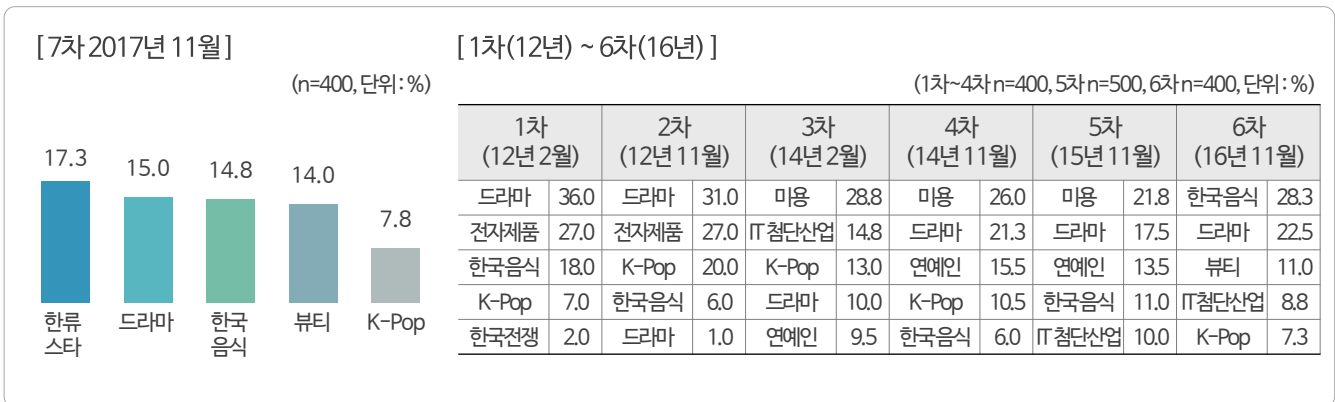 [ 7차 2017년 11월 ]
(n=400, 단위 : %)
17.3
15.0
14.8
14.0
7.8
한류
스타
드라마
한국
음식
뷰티
K-Pop
[ 1차(12년) ~ 6차(16년) ]
(1차~4차 n=400, 5차 n=500, 6차 n=400, 단위 : %)
1차 2차 3차 4차 5차 6차
(12년 2월) (12년 11월) (14년 2월) (14년 11월) (15년 11월) (16년 11월)
드라마 36.0 드라마 31.0 미용 28.8 미용 26.0 미용 21.8 한국음식 28.3
전자제품 27.0 전자제품 27.0 IT 첨단산업 14.8 드라마 21.3 드라마 17.5 드라마 22.5
한국음식 18.0 K-Pop 20.0 K-Pop 13.0 연예인 15.5 연예인 13.5 뷰티 11.0
K-Pop 7.0 한국음식 6.0 드라마 10.0 K-Pop 10.5 한국음식 11.0 IT첨단산업 8.8
한국전쟁 2.0 드라마 1.0 연예인 9.5 한국음식 6.0 IT첨단산업 10.0 K-Pop 7.3